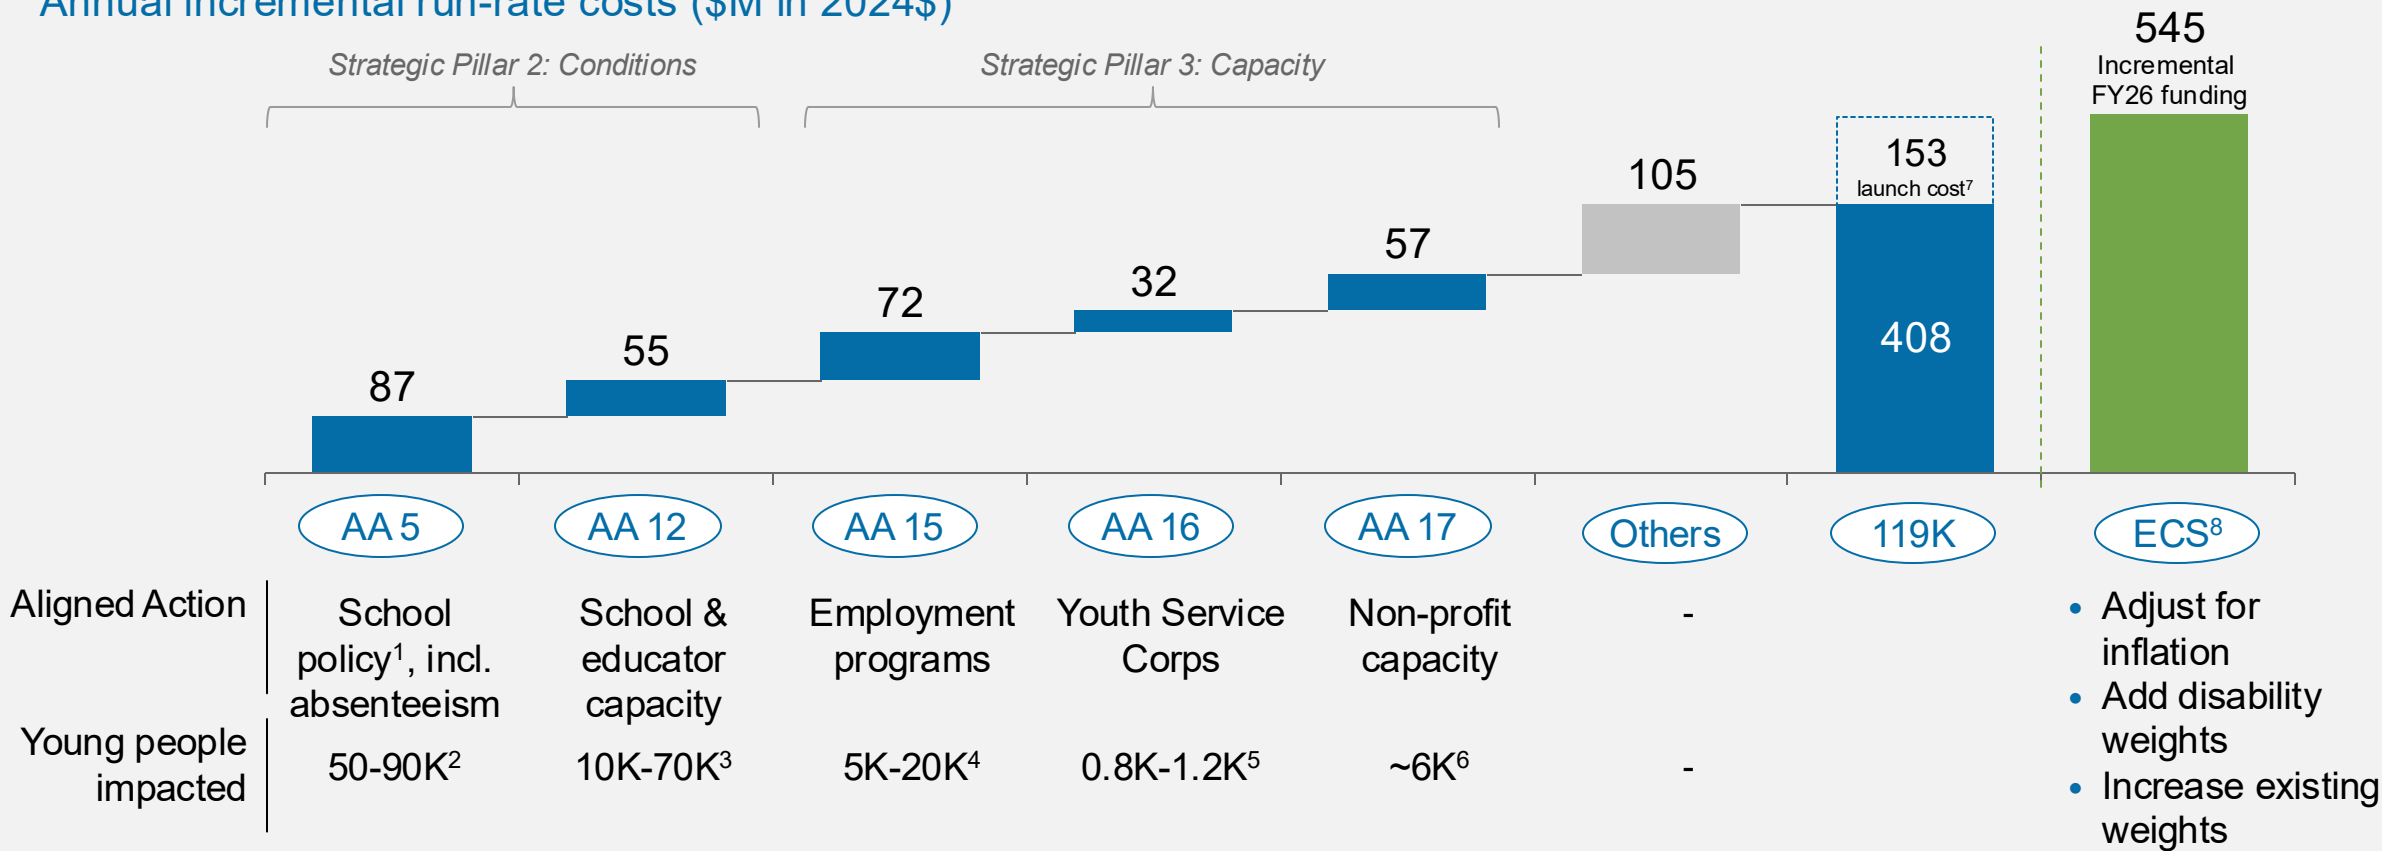 Annual incremental run-rate costs ($M in 2024$)
Strategic Pillar 2: Conditions
Strategic Pillar 3: Capacity
545
Incremental
FY26 funding
87
55
72
32
57
105
153
launch cost⁷
408
AA 5
AA 12
AA 15
AA 16
AA 17
Others
119K
ECS⁸
Aligned Action
School
policy¹, incl.
absenteeism
School &
educator
capacity
Employment
programs
Youth Service
Corps
Non-profit
capacity
-
• Adjust for
inflation
• Add disability
weights
• Increase existing
weights
Young people
impacted
50-90K²
10K-70K³
5K-20K⁴
0.8K-1.2K⁵
~6K⁶
-